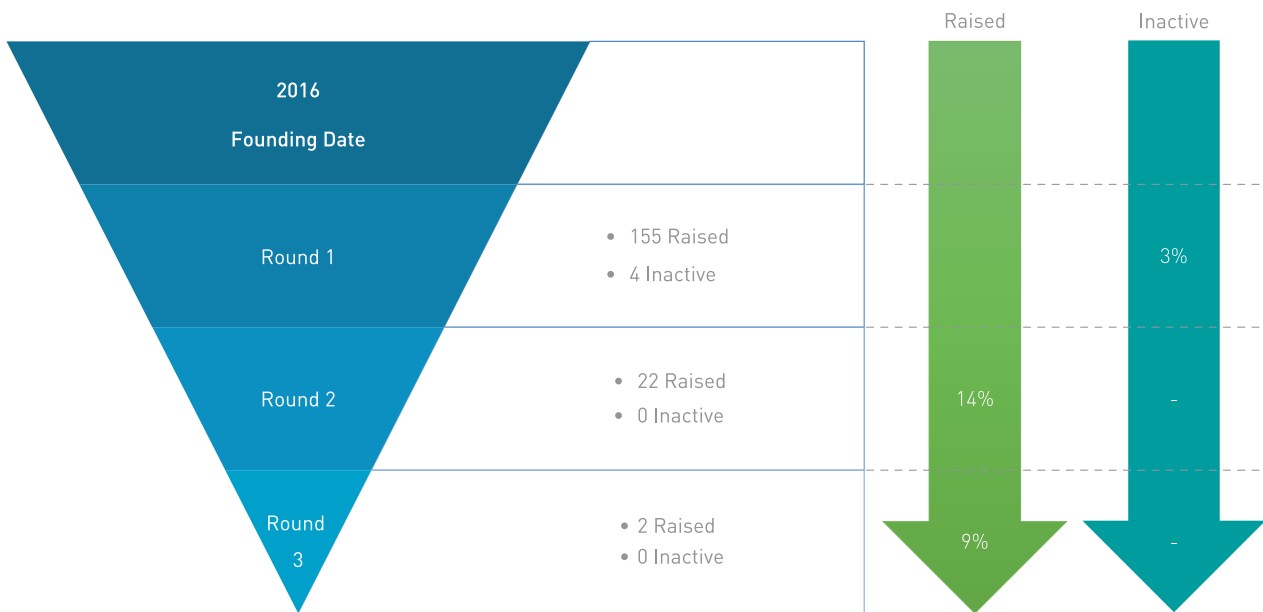 Raised
Inactive
2016
Founding Date
Round 1
• 155 Raised
• 4 Inactive
3%
Round 2
• 22 Raised
• 0 Inactive
14%
-
Round
3
• 2 Raised
• 0 Inactive
9%
-